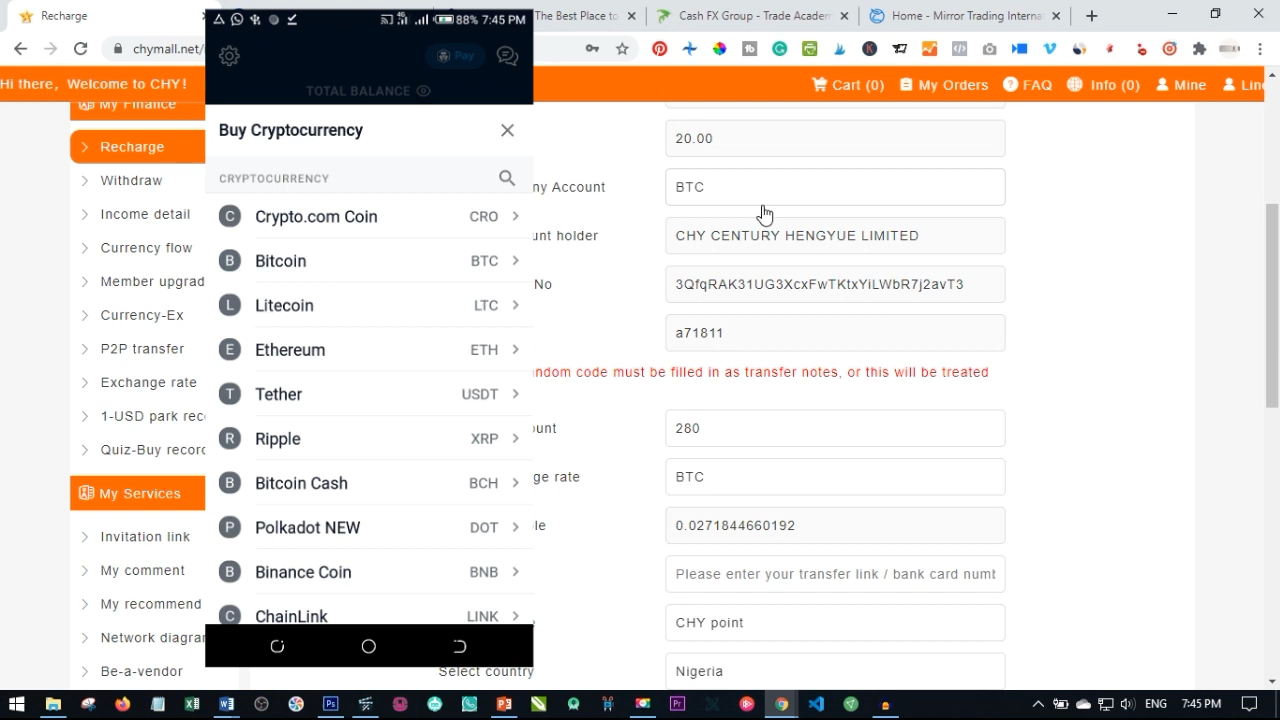 Recharge
The Best Place to
Cash FX Group - Trade Acader
Home - Mirror Trading Interna
chymall.net/
Hi there, Welcome to CHY!
Cart (0)
My Orders
FAQ
Info (0)
Mine
My Finance
Recharge
Withdraw
Income detail
Currency flow
Member upgrad
Currency-Ex
P2P transfer
Exchange rate
1-USD park rec
Quiz-Buy record
My Services
Invitation link
My comment
My recommend
Network diagra
Be-a-vendor
88% 7:45 PM
Pay
TOTAL BALANCE
Buy Cryptocurrency
CRYPTOCURRENCY
Crypto.com Coin CRO
Bitcoin BTC
Litecoin LTC
Ethereum ETH
Tether USDT
Ripple XRP
Bitcoin Cash BCH
Polkadot NEW DOT
Binance Coin BNB
ChainLink LINK
20.00
ny Account BTC
unt holder CHY CENTURY HENGYUE LIMITED
No 3QfqRAK31UG3XcxFwTKtxYiLWbR7j2avT3
a71811
ndom code must be filled in as transfer notes, or this will be treated
ount 280
ge rate BTC
le 0.0271844660192
Please enter your transfer link / bank card numb
CHY point
Select country Nigeria
ENG 7:45 PM